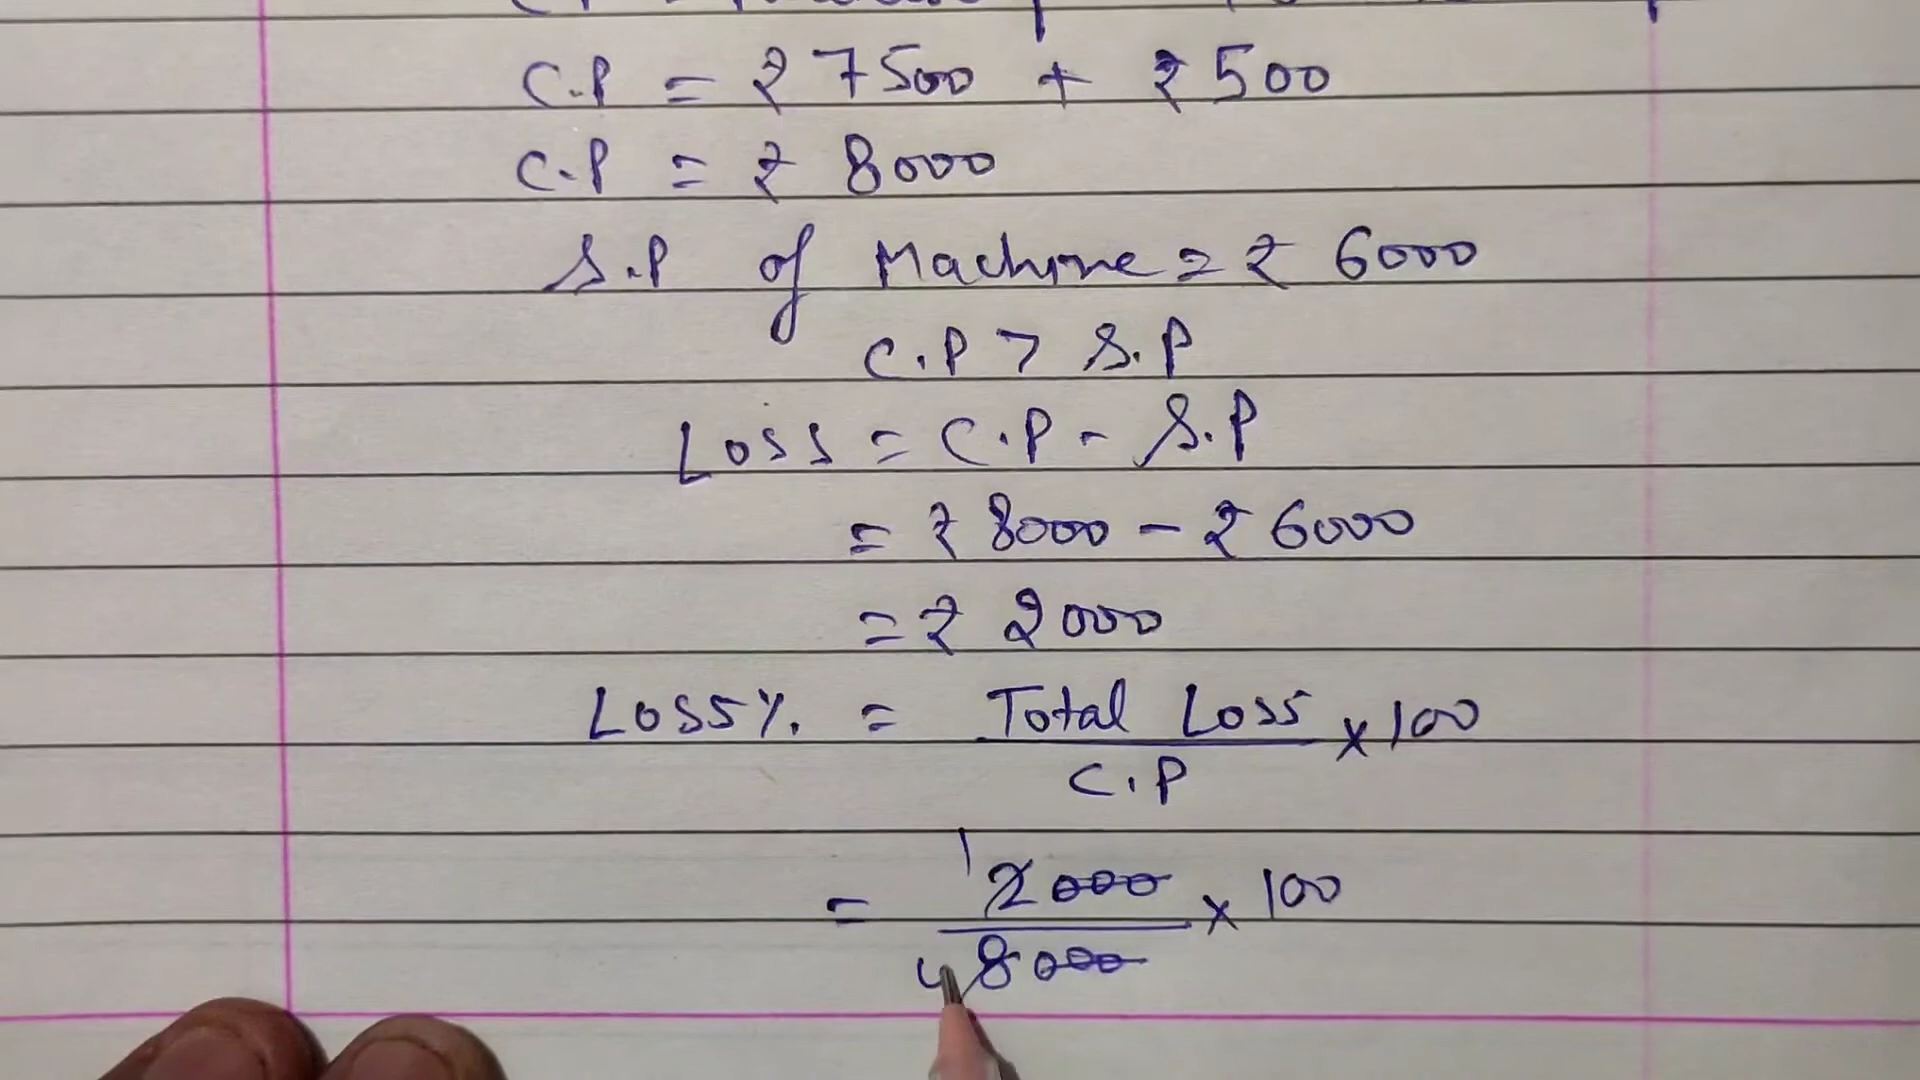 C.P = ₹ 7500 + ₹ 500
C.P = ₹ 8000
S.P of Machine = ₹ 6000
C.P > S.P
Loss = C.P - S.P
= ₹ 8000 - ₹ 6000
= ₹ 2000
Loss% = Total Loss / C.P × 100
= 1 2000 / 4 8000 × 100